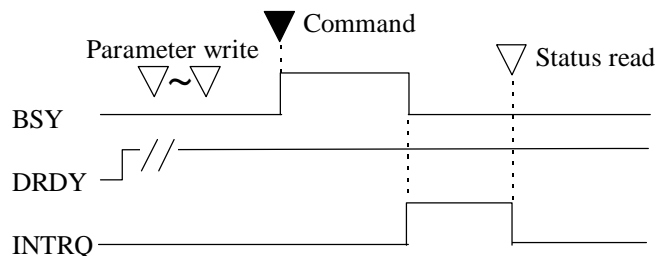 Command
Parameter write
~
Status read
BSY
DRDY
INTRQ